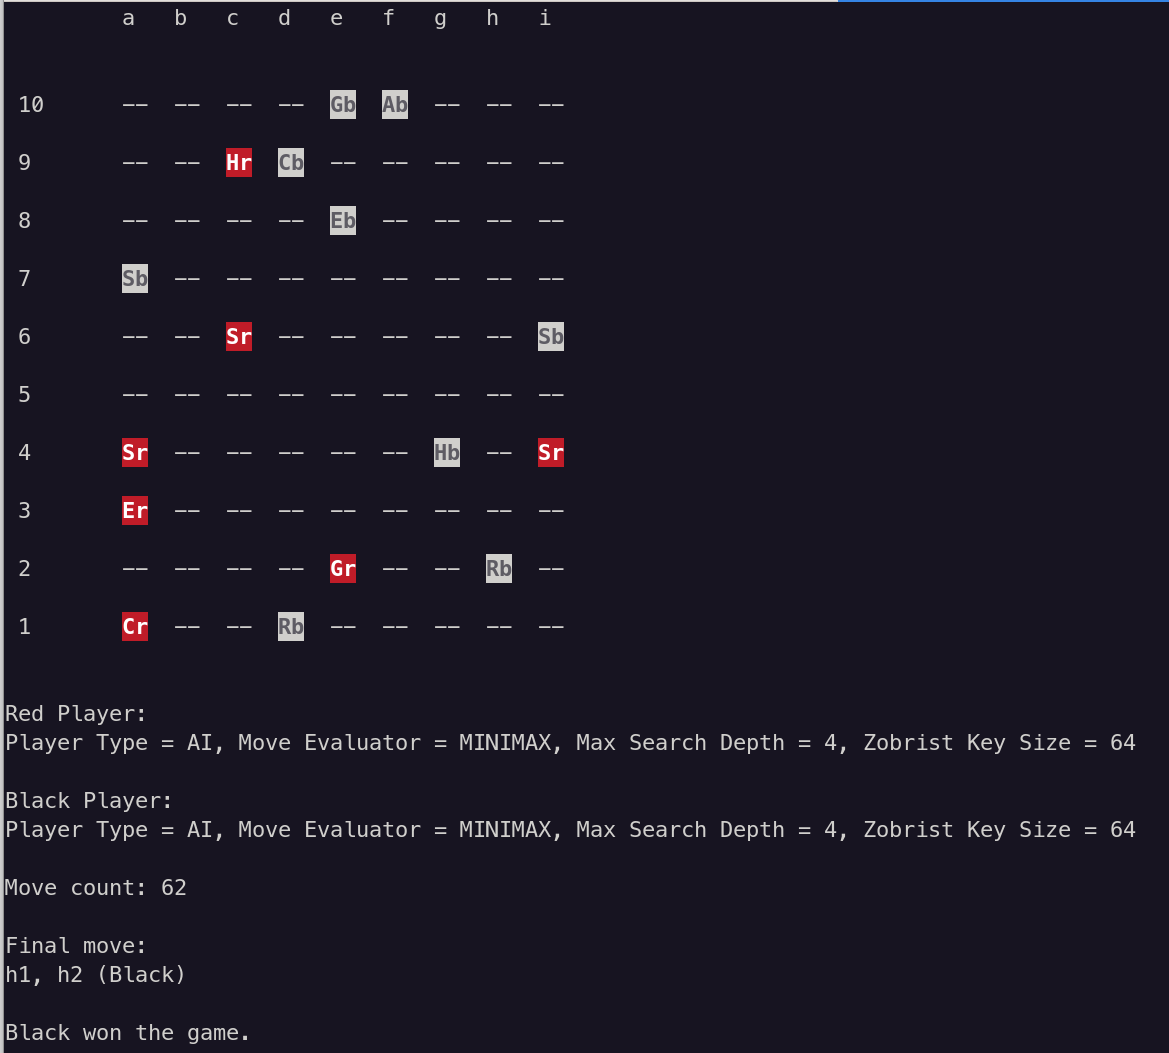 a b c d e f g h i
10 —— —— —— —— Gb Ab —— —— ——
9 —— —— Hr Cb —— —— —— —— ——
8 —— —— —— —— Eb —— —— —— ——
7 Sb —— —— —— —— —— —— —— ——
6 —— —— Sr —— —— —— —— —— Sb
5 —— —— —— —— —— —— —— —— ——
4 Sr —— —— —— —— —— Hb —— Sr
3 Er —— —— —— —— —— —— —— ——
2 —— —— —— —— Gr —— —— Rb ——
1 Cr —— —— Rb —— —— —— —— ——
Red Player:
Player Type = AI, Move Evaluator = MINIMAX, Max Search Depth = 4, Zobrist Key Size = 64
Black Player:
Player Type = AI, Move Evaluator = MINIMAX, Max Search Depth = 4, Zobrist Key Size = 64
Move count: 62
Final move:
h1, h2 (Black)
Black won the game.